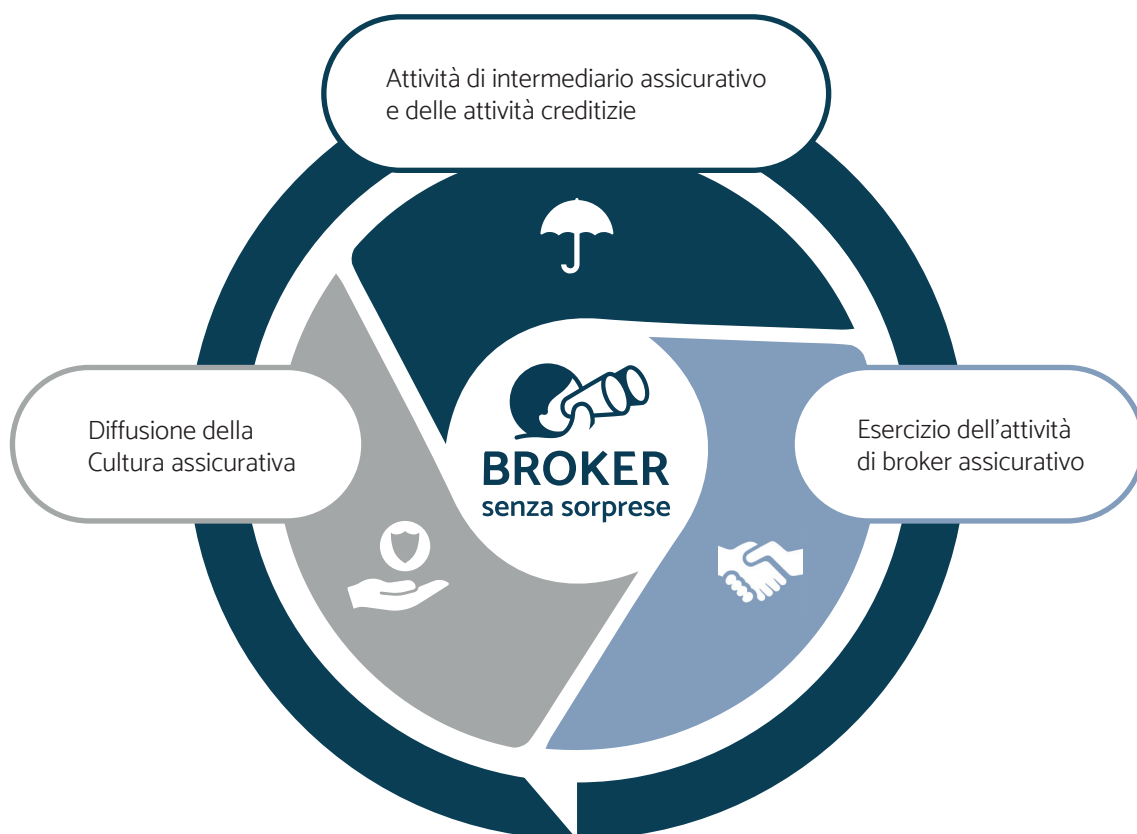 Attività di intermediario assicurativo
e delle attività creditizie
Diffusione della
Cultura assicurativa
BROKER
senza sorprese
Esercizio dell'attività
di broker assicurativo